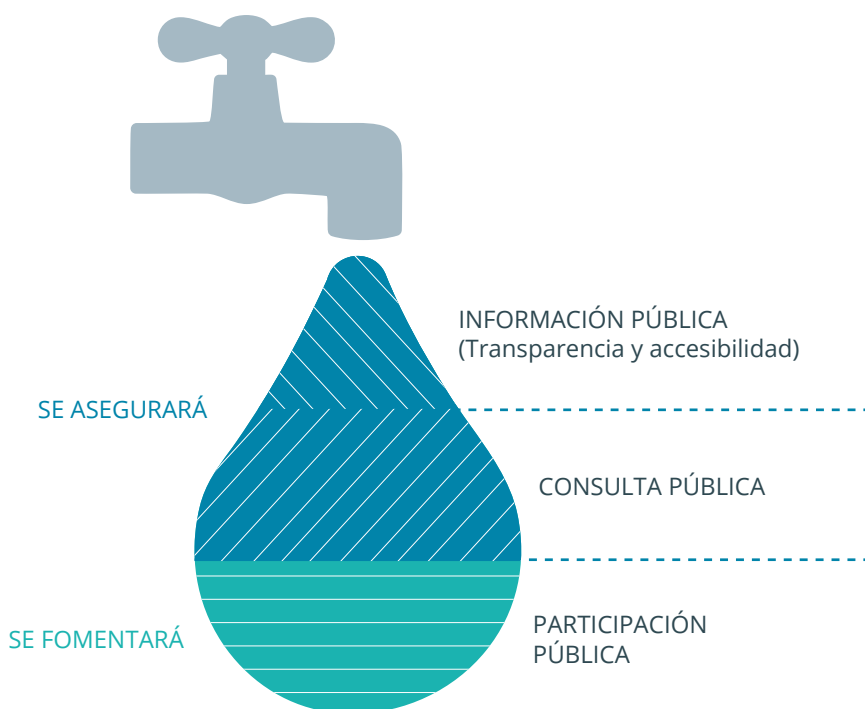 INFORMACIÓN PÚBLICA
(Transparencia y accesibilidad)
SE ASEGURARÁ
CONSULTA PÚBLICA
SE FOMENTARÁ
PARTICIPACIÓN
PÚBLICA